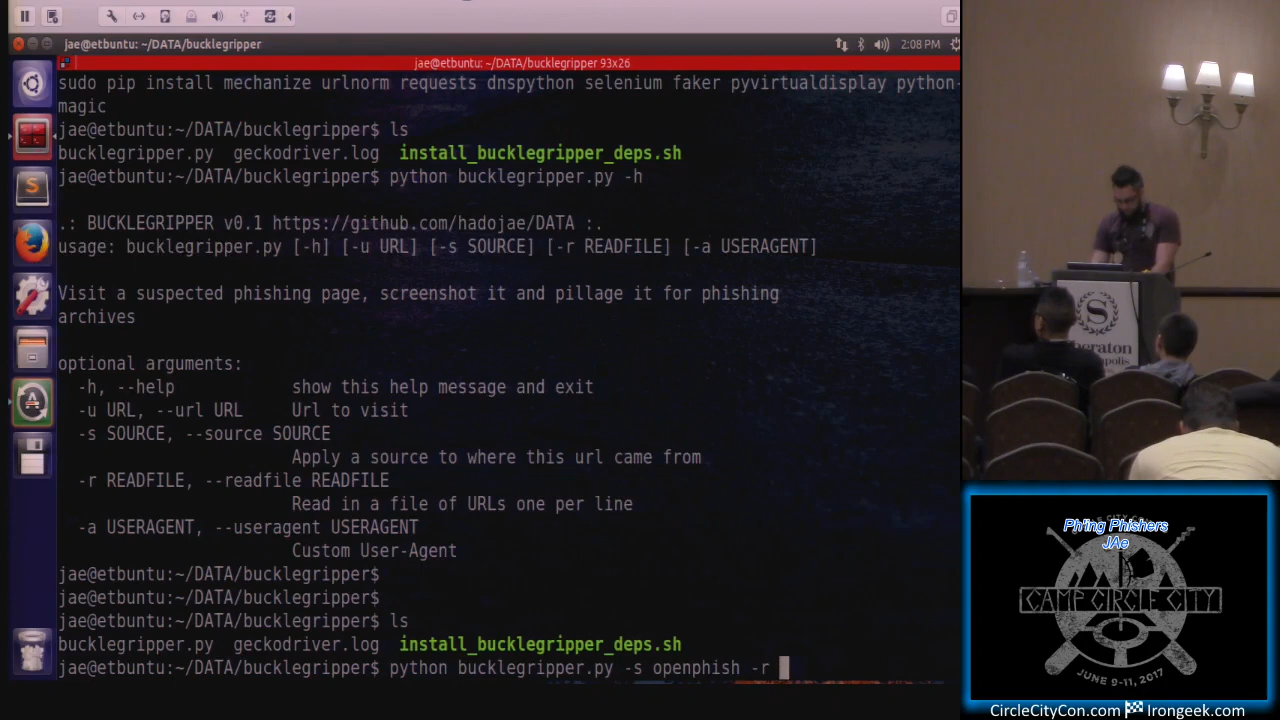 jae@etbuntu: ~/DATA/bucklegripper
2:08 PM
jae@etbuntu: ~/DATA/bucklegripper 93x26
sudo pip install mechanize urlnorm requests dnspython selenium faker pyvirtualdisplay python-
magic
jae@etbuntu:~/DATA/bucklegripper$ ls
bucklegripper.py geckodriver.log install_bucklegripper_deps.sh
jae@etbuntu:~/DATA/bucklegripper$ python bucklegripper.py -h
.: BUCKLEGRIPPER v0.1 https://github.com/hadojae/DATA :.
usage: bucklegripper.py [-h] [-u URL] [-s SOURCE] [-r READFILE] [-a USERAGENT]
Visit a suspected phishing page, screenshot it and pillage it for phishing
archives
optional arguments:
-h, --help show this help message and exit
-u URL, --url URL Url to visit
-s SOURCE, --source SOURCE
Apply a source to where this url came from
-r READFILE, --readfile READFILE
Read in a file of URLs one per line
-a USERAGENT, --useragent USERAGENT
Custom User-Agent
jae@etbuntu:~/DATA/bucklegripper$
jae@etbuntu:~/DATA/bucklegripper$
jae@etbuntu:~/DATA/bucklegripper$ ls
bucklegripper.py geckodriver.log install_bucklegripper_deps.sh
jae@etbuntu:~/DATA/bucklegripper$ python bucklegripper.py -s openphish -r
S
Ph'ing Phishers
JAe
CAMP CIRCLE CITY
JUNE 9-11, 2017
CircleCityCon.com Irongeek.com